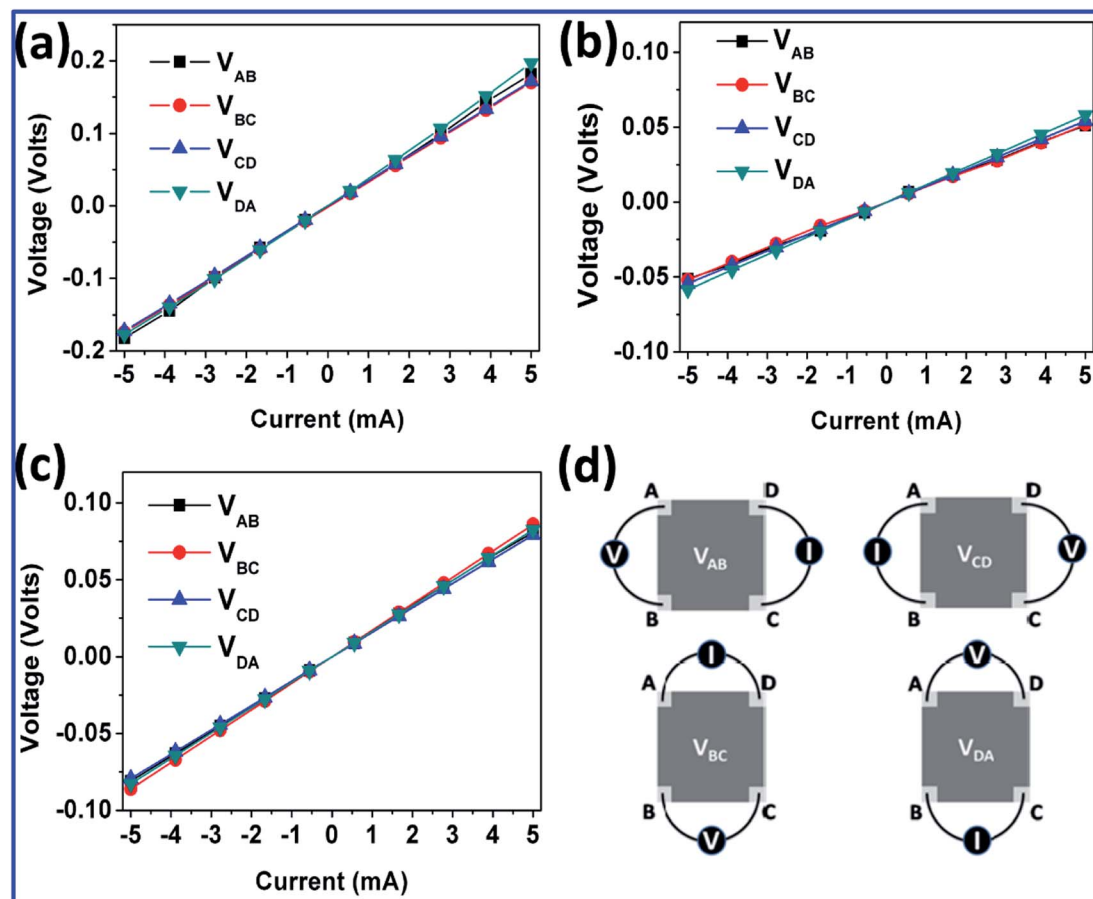 (a)
V_AB
V_BC
V_CD
V_DA
0.2
0.1
0.0
-0.1
-0.2
Voltage (Volts)
-5 -4 -3 -2 -1 0 1 2 3 4 5
Current (mA)
(b)
V_AB
V_BC
V_CD
V_DA
0.10
0.05
0.00
-0.05
-0.10
Voltage (Volts)
-5 -4 -3 -2 -1 0 1 2 3 4 5
Current (mA)
(c)
V_AB
V_BC
V_CD
V_DA
0.10
0.05
0.00
-0.05
-0.10
Voltage (Volts)
-5 -4 -3 -2 -1 0 1 2 3 4 5
Current (mA)
(d)
A D
V V_AB I
B C
A D
I V_CD V
B C
I
A D
V_BC
B C
V
V
A D
V_DA
B C
I